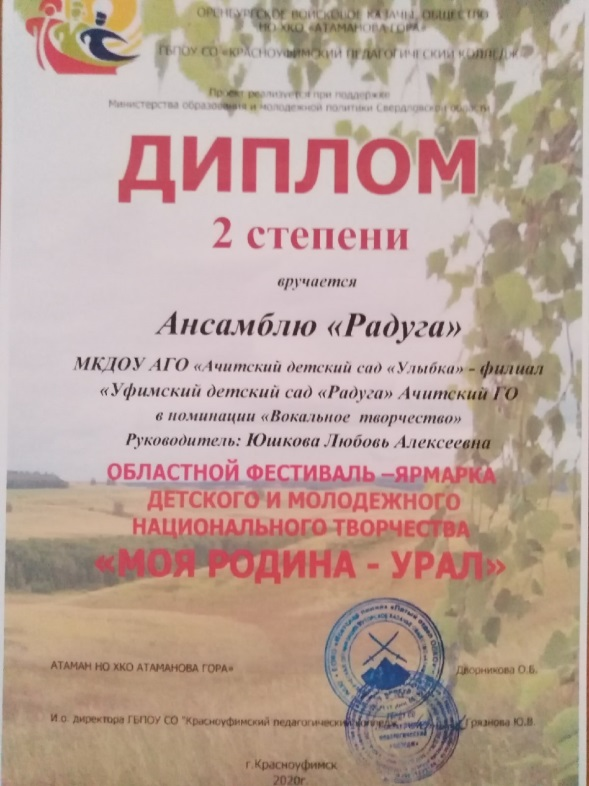 ОРЕНБУРГСКОЕ ВОЙСКОВОЕ КАЗАЧЬЕ ОБЩЕСТВО
НО ХКО «АТАМАНОВА ГОРА»
ГБПОУ СО «КРАСНОУФИМСКИЙ ПЕДАГОГИЧЕСКИЙ КОЛЛЕДЖ»
Проект реализуется при поддержке
Министерства образования и молодежной политики Свердловской области
ДИПЛОМ
2 степени
вручается
Ансамблю «Радуга»
МКДОУ АГО «Ачитский детский сад «Улыбка» - филиал
«Уфимский детский сад «Радуга» Ачитский ГО
в номинации «Вокальное творчество»
Руководитель: Юшкова Любовь Алексеевна
ОБЛАСТНОЙ ФЕСТИВАЛЬ –ЯРМАРКА
ДЕТСКОГО И МОЛОДЕЖНОГО
НАЦИОНАЛЬНОГО ТВОРЧЕСТВА
«МОЯ РОДИНА - УРАЛ»
АТАМАН НО ХКО АТАМАНОВА ГОРА» Дворникова О.Б.
И.о. директора ГБПОУ СО "Красноуфимский педагогический колледж Грязнова Ю.В.
г.Красноуфимск
2020г.